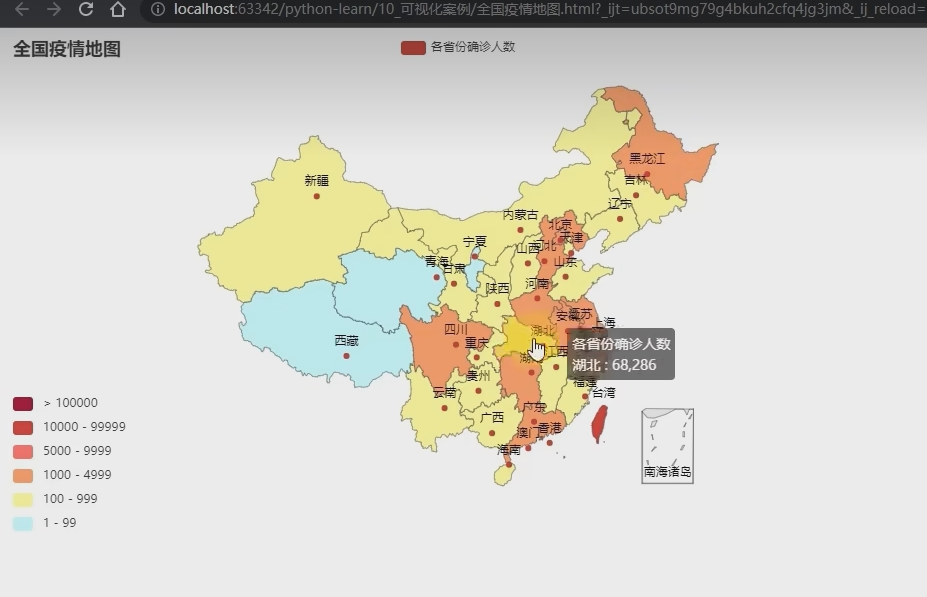 localhost:63342/python-learn/10_可视化案例/全国疫情地图.html?_ijt=ubsot9mg79g4bkuh2cfq4jg3jm&_ij_reload=
全国疫情地图
各省份确诊人数
黑龙江
新疆
吉林
辽宁
内蒙古
北京
天津
宁夏
山西
河北
青海
甘肃
山东
陕西
河南
安徽
江苏
上海
四川
湖北
西藏
重庆
各省份确诊人数
湖北 : 68,286
江西
贵州
福建
云南
台湾
广东
广西
澳门
香港
海南
南海诸岛
> 100000
10000 - 99999
5000 - 9999
1000 - 4999
100 - 999
1 - 99